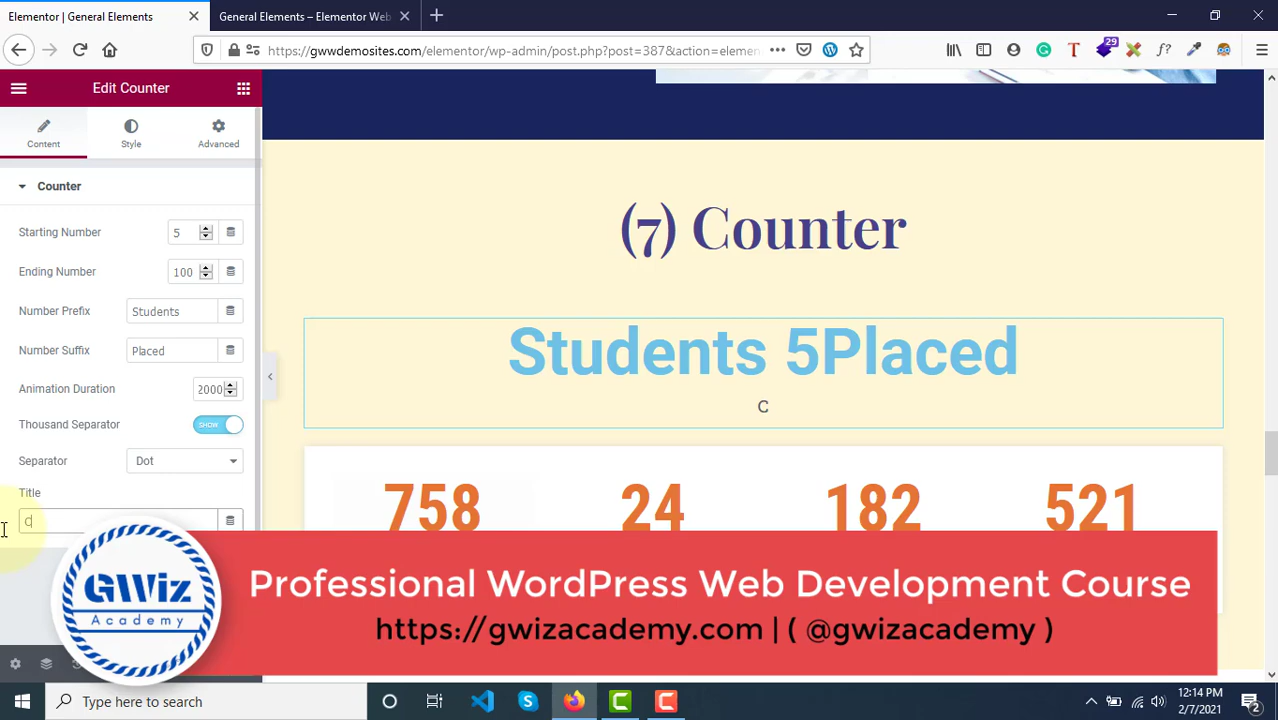 Elementor | General Elements
General Elements – Elementor Web
https://gwwdemosites.com/elementor/wp-admin/post.php?post=387&action=elemen
29
Edit Counter
Content
Style
Advanced
Counter
Starting Number
5
Ending Number
100
Number Prefix
Students
Number Suffix
Placed
Animation Duration
2000
Thousand Separator
SHOW
Separator
Dot
Title
C
(7) Counter
Students 5Placed
C
758
24
182
521
GWiz
Academy
Professional WordPress Web Development Course
https://gwizacademy.com | ( @gwizacademy )
Type here to search
12:14 PM
2/7/2021
2